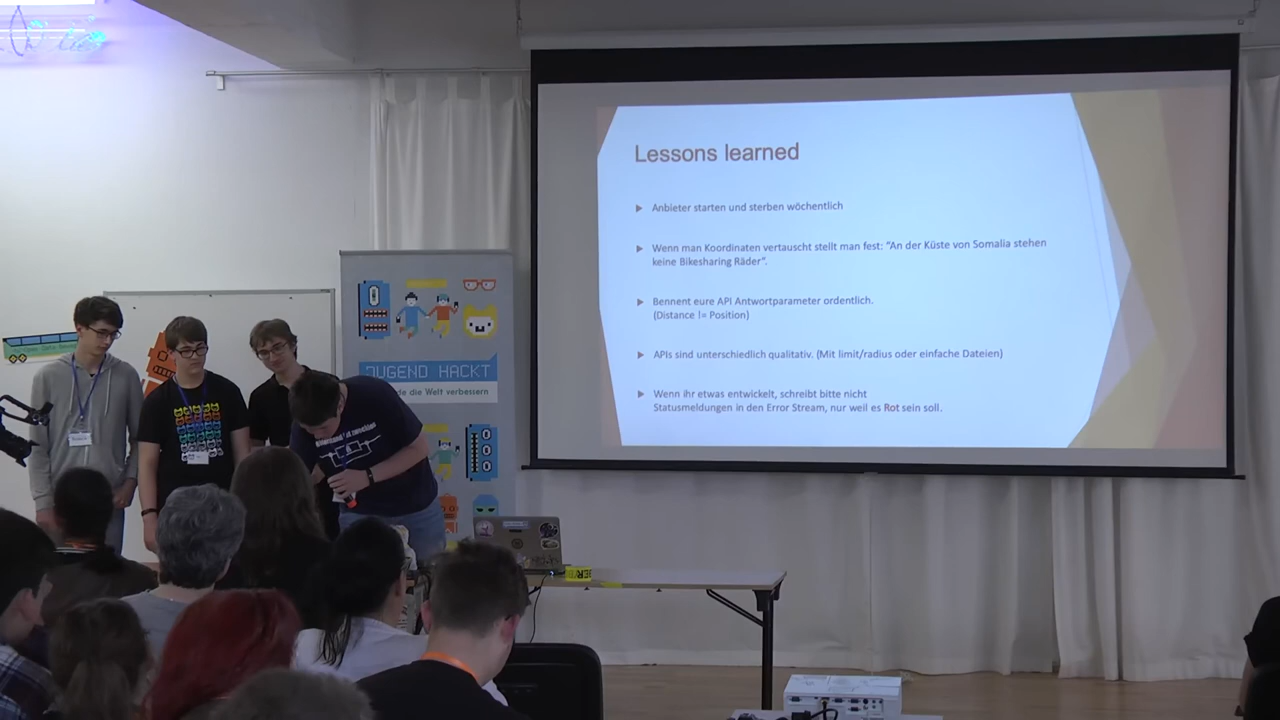 Lessons learned
Anbieter starten und sterben wöchentlich
Wenn man Koordinaten vertauscht stellt man fest: "An der Küste von Somalia stehen
keine Bikesharing Räder".
Bennent eure API Antwortparameter ordentlich.
(Distance != Position)
APIs sind unterschiedlich qualitativ. (Mit limit/radius oder einfache Dateien)
Wenn ihr etwas entwickelt, schreibt bitte nicht
Statusmeldungen in den Error Stream, nur weil es Rot sein soll.
JUGEND HACKT
die Welt verbessern